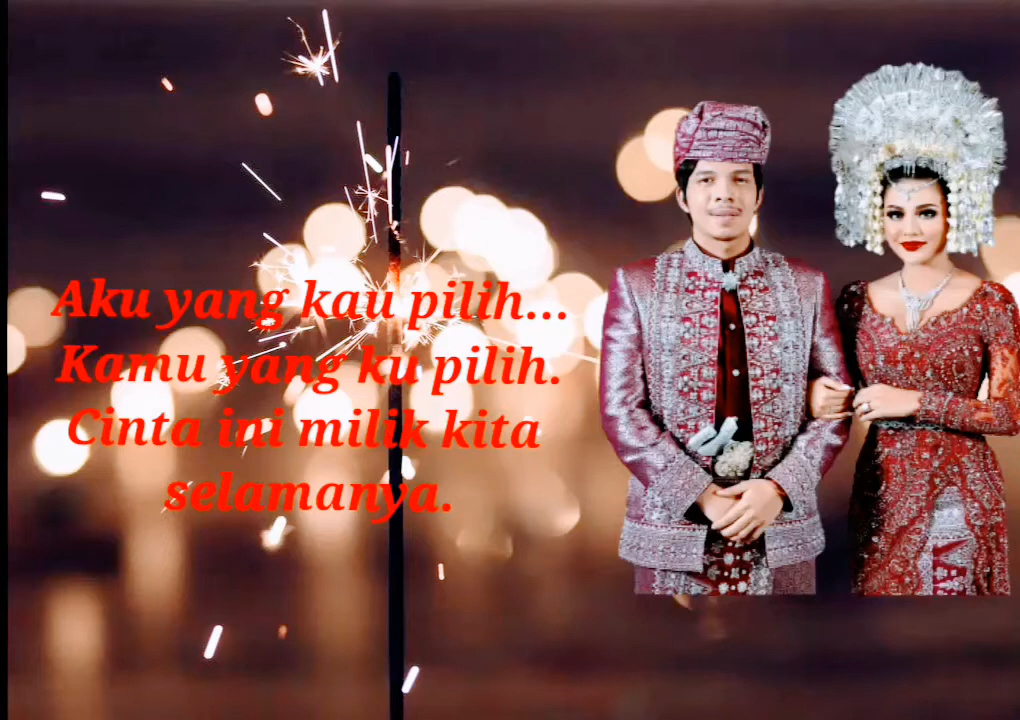 Aku yang kau pilih...
Kamu yang ku pilih.
Cinta ini milik kita
selamanya.